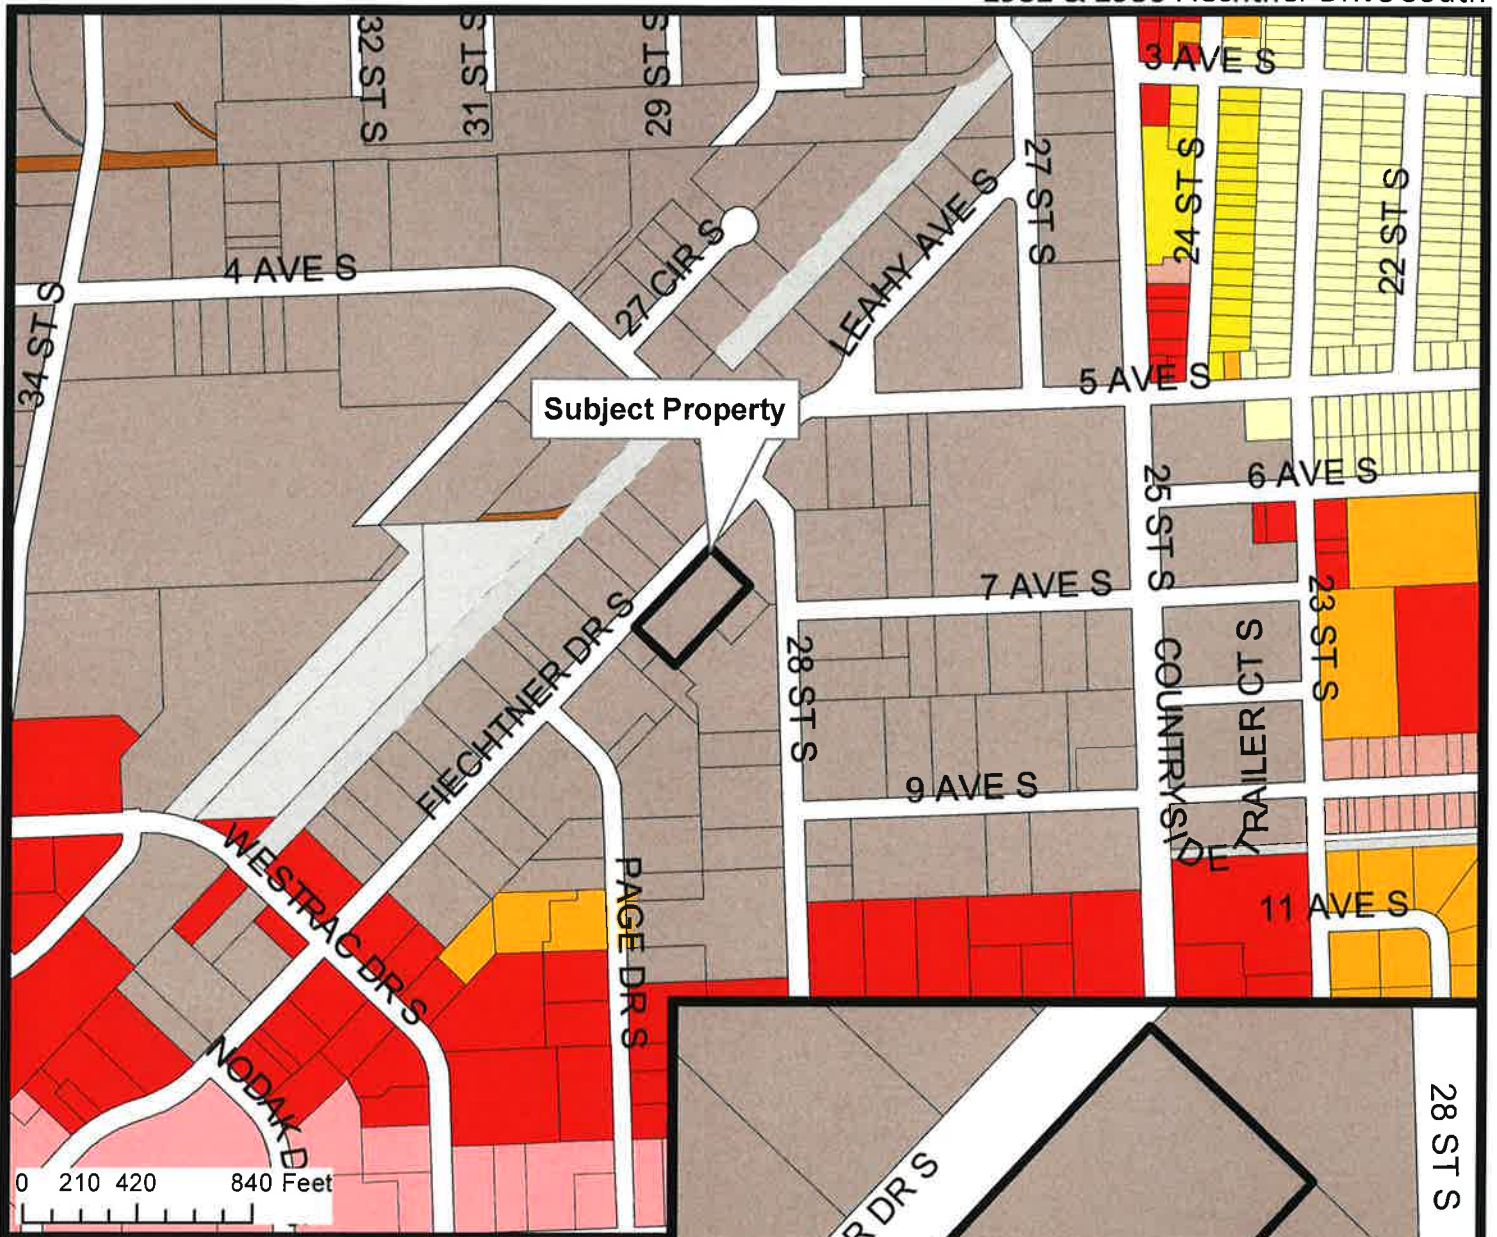 32 ST S
31 ST S
29 ST S
3 AVE S
27 ST S
24 ST S
22 ST S
4 AVE S
27 CIR S
LEAHY AVE S
34 ST S
5 AVE S
Subject Property
6 AVE S
25 ST S
7 AVE S
23 ST S
FIECHTNER DR S
28 ST S
COUNTRYSIDE TRAILER CT S
9 AVE S
WESTRAC DR S
PAGE DR S
11 AVE S
NODAK D
0 210 420 840 Feet
R DR S
28 ST S